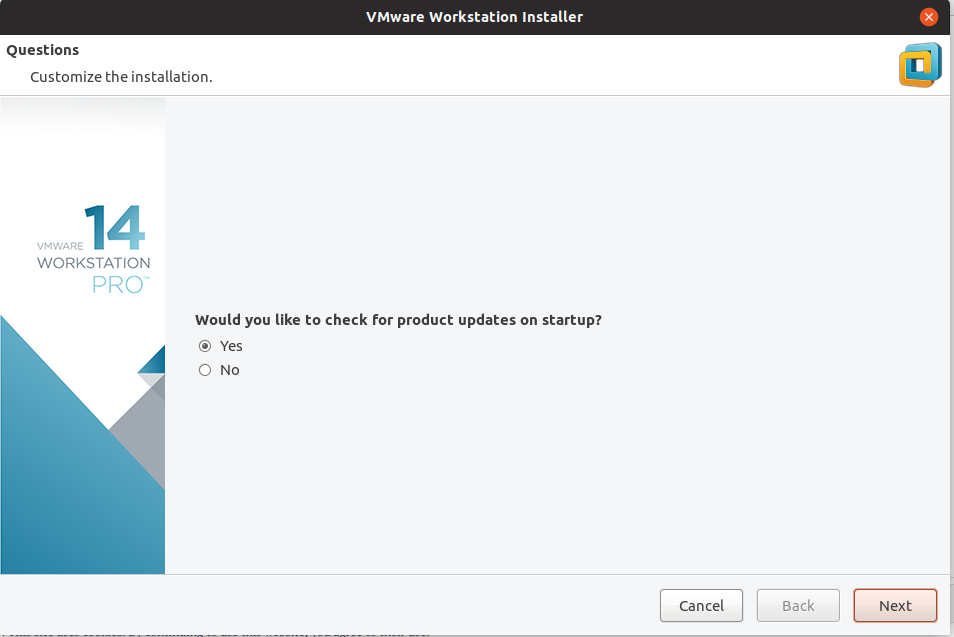 VMware Workstation Installer
Questions
Customize the installation.
14
VMWARE
WORKSTATION
PRO™
Would you like to check for product updates on startup?
Yes
No
Cancel
Back
Next